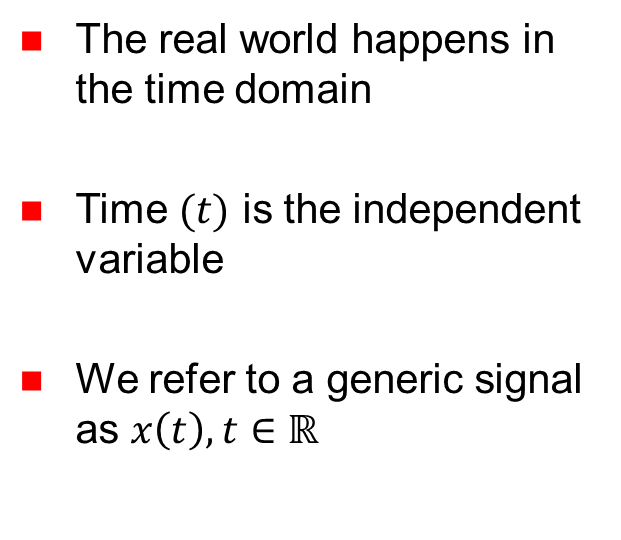 ■ The real world happens in
the time domain
■ Time (𝑡) is the independent
variable
■ We refer to a generic signal
as 𝑥(𝑡), 𝑡 ∈ ℝ